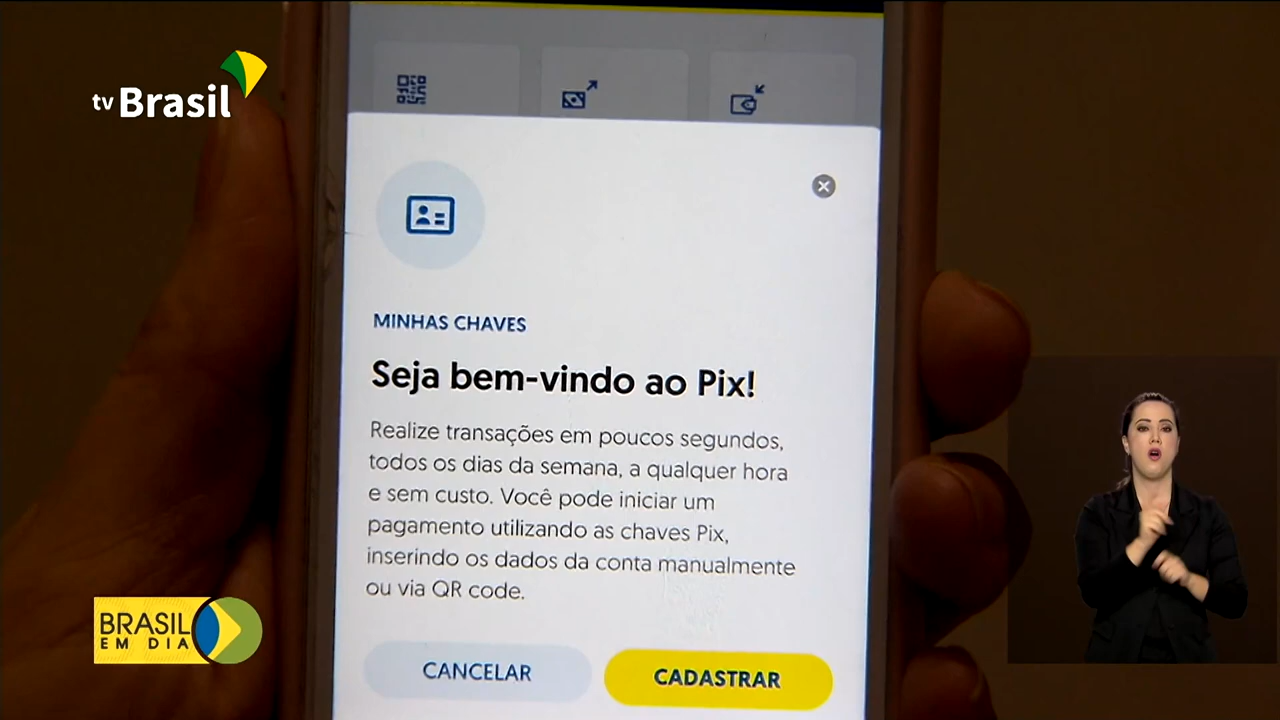 tv Brasil
MINHAS CHAVES
Seja bem-vindo ao Pix!
Realize transações em poucos segundos,
todos os dias da semana, a qualquer hora
e sem custo. Você pode iniciar um
pagamento utilizando as chaves Pix,
inserindo os dados da conta manualmente
ou via QR code.
CANCELAR
CADASTRAR
BRASIL
EM DIA